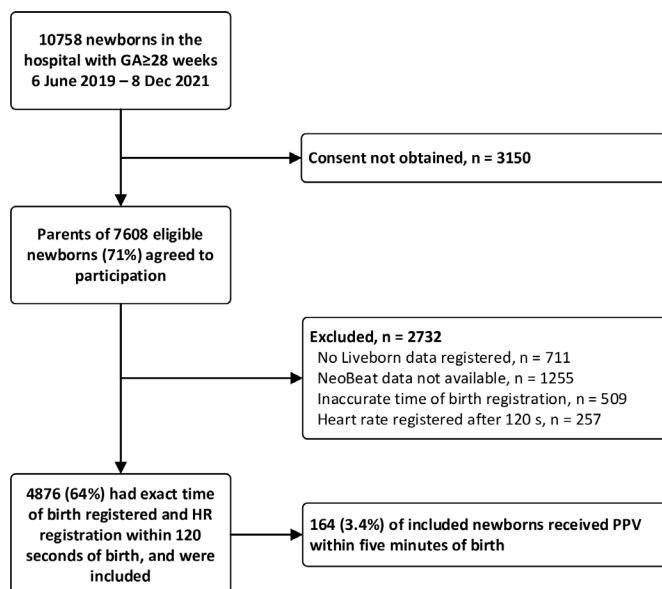 10758 newborns in the
hospital with GA≥28 weeks
6 June 2019 – 8 Dec 2021
Consent not obtained, n = 3150
Parents of 7608 eligible
newborns (71%) agreed to
participation
Excluded, n = 2732
No Liveborn data registered, n = 711
NeoBeat data not available, n = 1255
Inaccurate time of birth registration, n = 509
Heart rate registered after 120 s, n = 257
4876 (64%) had exact time
of birth registered and HR
registration within 120
seconds of birth, and were
included
164 (3.4%) of included newborns received PPV
within five minutes of birth